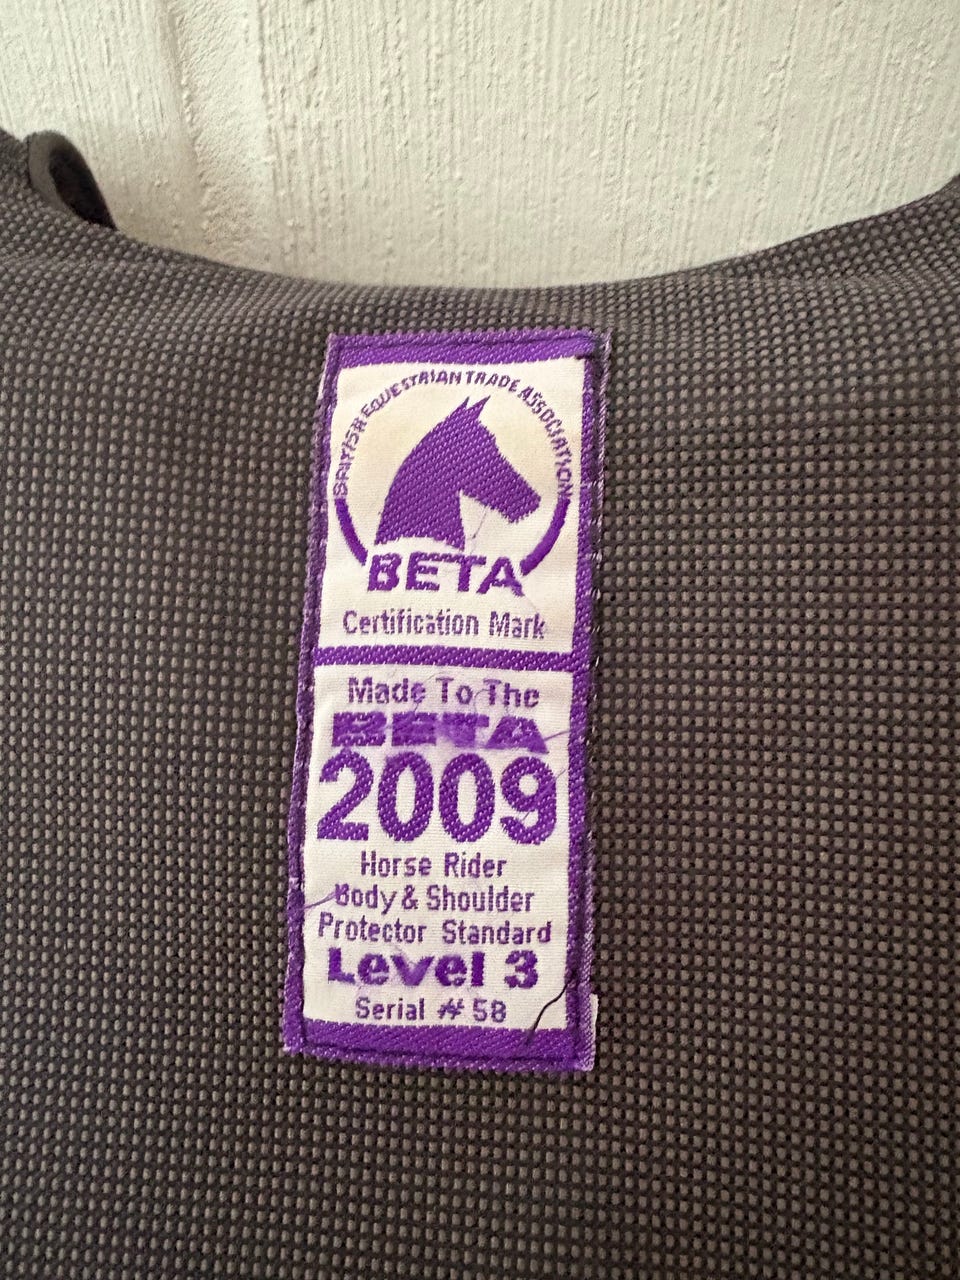 BRITISH EQUESTRIAN TRADE ASSOCIATION
BETA
Certification Mark
Made To The
BETA
2009
Horse Rider
Body & Shoulder
Protector Standard
Level 3
Serial # 58